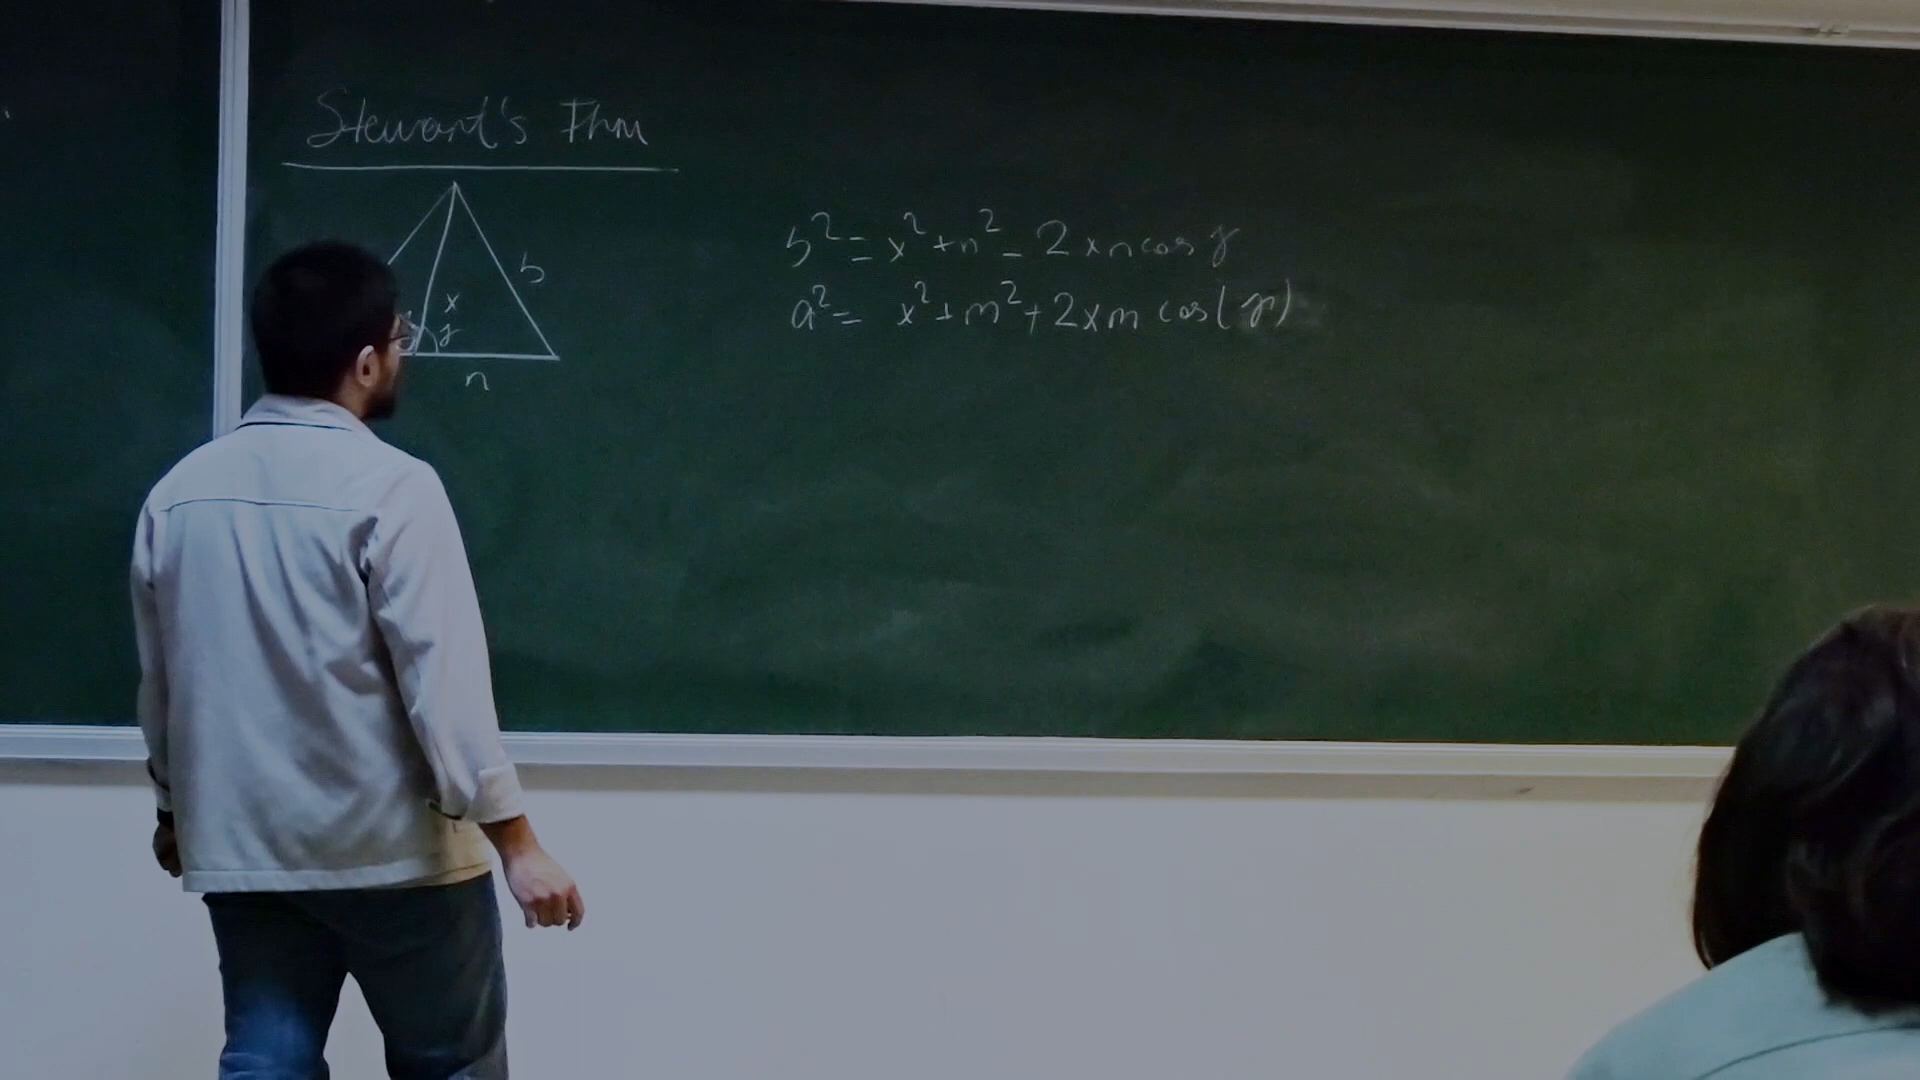 Stewart's Thm
b
x
γ
n
b² = x² + n² - 2xn cos γ
a² = x² + m² + 2xm cos(γ)